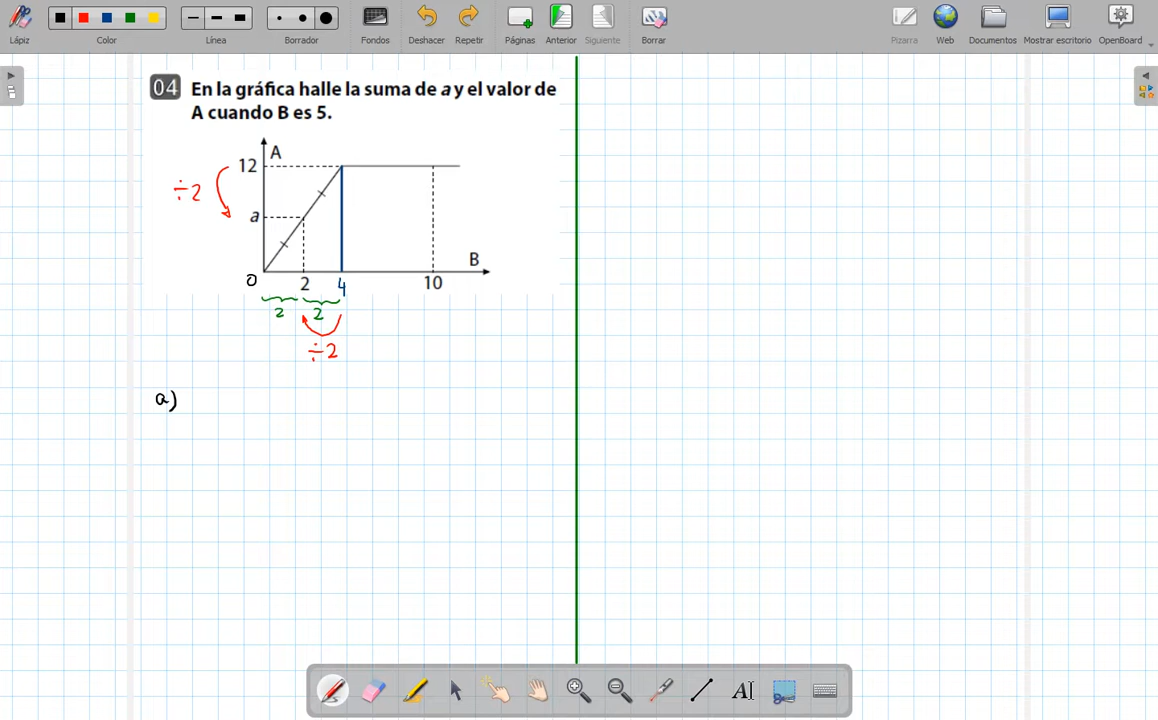 Lápiz
Color
Línea
Borrador
Fondos
Deshacer
Repetir
Páginas
Anterior
Siguiente
Borrar
Pizarra
Web
Documentos
Mostrar escritorio
OpenBoard
04 En la gráfica halle la suma de a y el valor de
A cuando B es 5.
A
12
÷2
a
B
0
2
4
10
2
2
÷2
a)
A